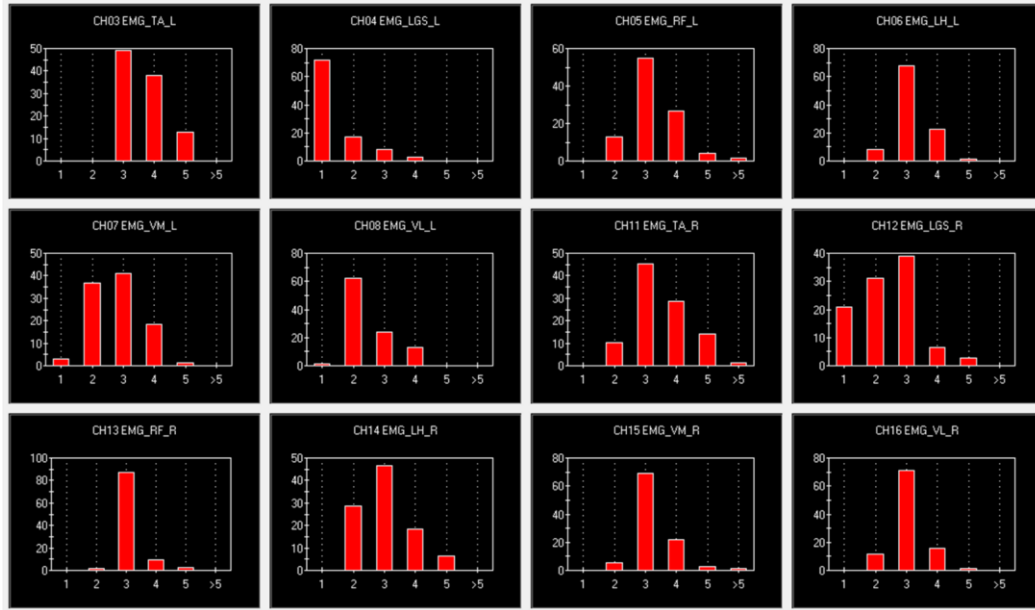 CH03 EMG_TA_L
50
40
30
20
10
0
1 2 3 4 5 >5
CH04 EMG_LGS_L
80
60
40
20
0
1 2 3 4 5 >5
CH05 EMG_RF_L
60
40
20
0
1 2 3 4 5 >5
CH06 EMG_LH_L
80
60
40
20
0
1 2 3 4 5 >5
CH07 EMG_VM_L
50
40
30
20
10
0
1 2 3 4 5 >5
CH08 EMG_VL_L
80
60
40
20
0
1 2 3 4 5 >5
CH11 EMG_TA_R
50
40
30
20
10
0
1 2 3 4 5 >5
CH12 EMG_LGS_R
40
30
20
10
0
1 2 3 4 5 >5
CH13 EMG_RF_R
100
80
60
40
20
0
1 2 3 4 5 >5
CH14 EMG_LH_R
50
40
30
20
10
0
1 2 3 4 5 >5
CH15 EMG_VM_R
80
60
40
20
0
1 2 3 4 5 >5
CH16 EMG_VL_R
80
60
40
20
0
1 2 3 4 5 >5